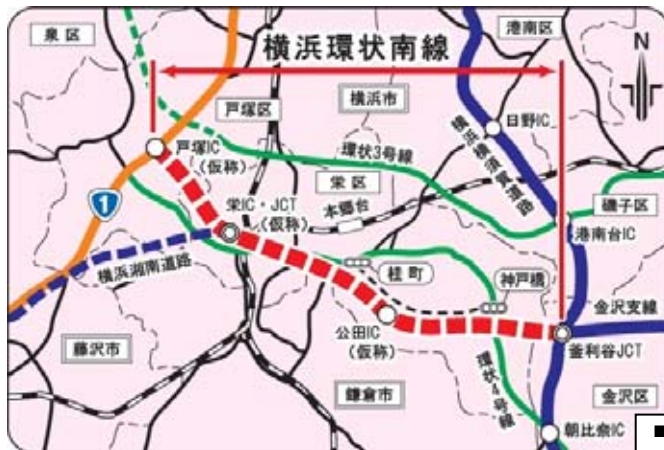 泉区
横浜環状南線
港南区
N
戸塚区
横浜市
日野IC
戸塚IC
(仮称)
環状3号線
横浜横須賀道路
栄区
1
栄IC・JCT
(仮称)
本郷台
磯子区
港南台IC
横浜湘南道路
桂町
神戸橋
金沢支線
公田IC
(仮称)
釜利谷JCT
藤沢市
鎌倉市
環状4号線
金沢区
朝比奈IC